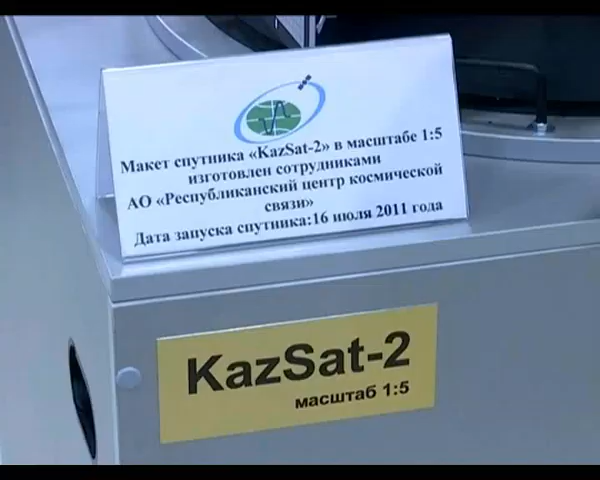 Макет спутника «KazSat-2» в масштабе 1:5
изготовлен сотрудниками
АО «Республиканский центр космической
связи»
Дата запуска спутника:16 июля 2011 года
KazSat-2
масштаб 1:5